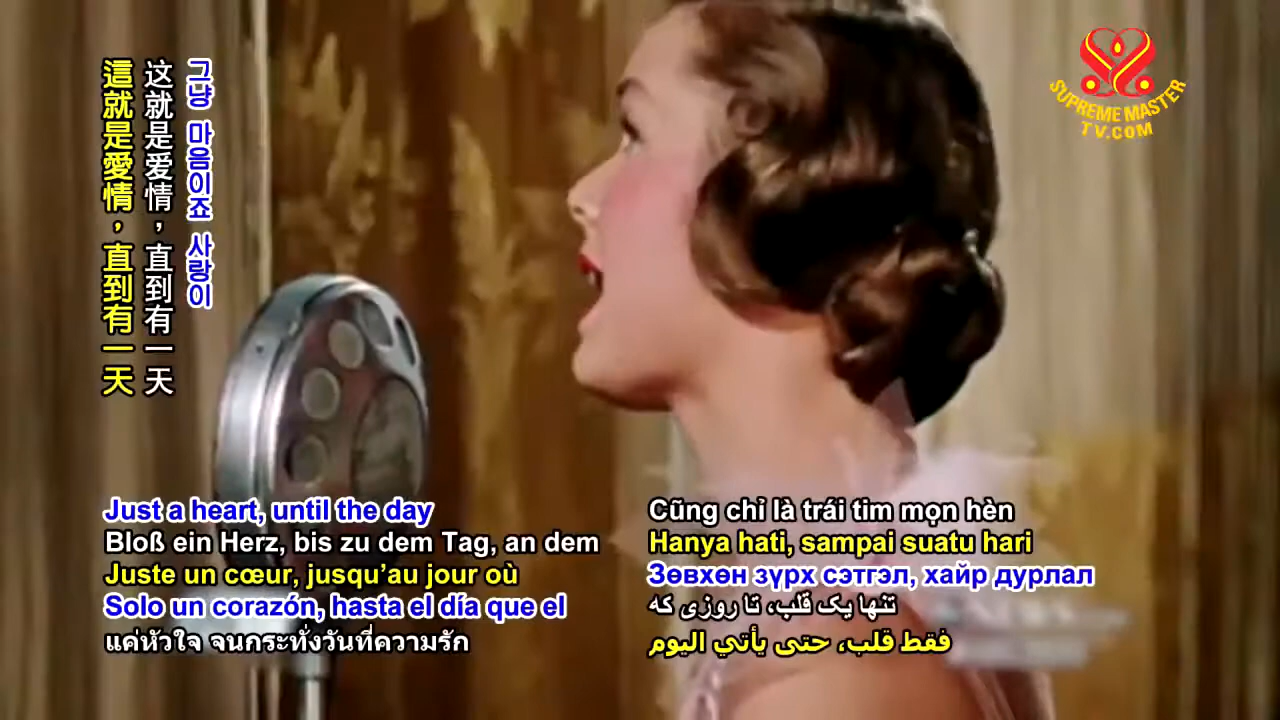 這就是愛情，直到有一天
这就是爱情，直到有一天
그냥 마음이죠 사랑이
SUPREME MASTER
TV.COM
Just a heart, until the day
Bloß ein Herz, bis zu dem Tag, an dem
Juste un cœur, jusqu'au jour où
Solo un corazón, hasta el día que el
แค่หัวใจ จนกระทั่งวันที่ความรัก
Cũng chỉ là trái tim mọn hèn
Hanya hati, sampai suatu hari
Зөвхөн зүрх сэтгэл, хайр дурлал
تنها یک قلب، تا روزی که
فقط قلب، حتى يأتي اليوم